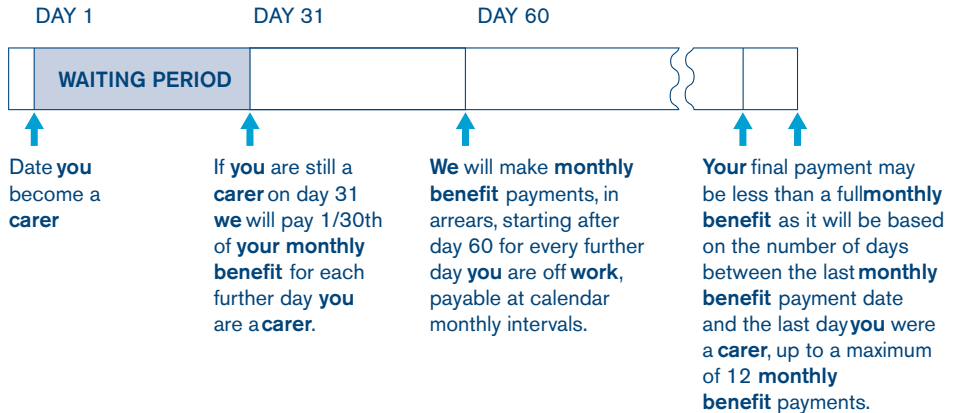 DAY 1
DAY 31
DAY 60
WAITING PERIOD
Date you
become a
carer
If you are still a
carer on day 31
we will pay 1/30th
of your monthly
benefit for each
further day you
are a carer.
We will make monthly
benefit payments, in
arrears, starting after
day 60 for every further
day you are off work,
payable at calendar
monthly intervals.
Your final payment may
be less than a full monthly
benefit as it will be based
on the number of days
between the last monthly
benefit payment date
and the last day you were
a carer, up to a maximum
of 12 monthly
benefit payments.